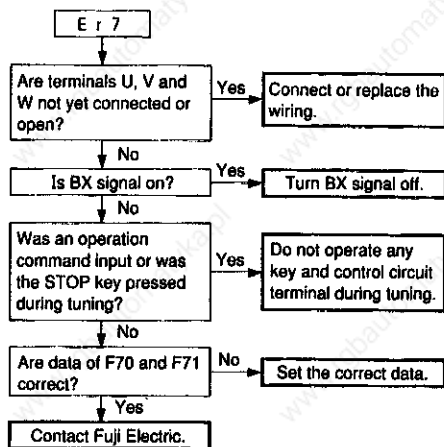 E r 7
Are terminals U, V and
W not yet connected or
open?
Yes
Connect or replace the
wiring.
No
Is BX signal on?
Yes
Turn BX signal off.
No
Was an operation
command input or was
the STOP key pressed
during tuning?
Yes
Do not operate any
key and control circuit
terminal during tuning.
No
Are data of F70 and F71
correct?
No
Set the correct data.
Yes
Contact Fuji Electric.